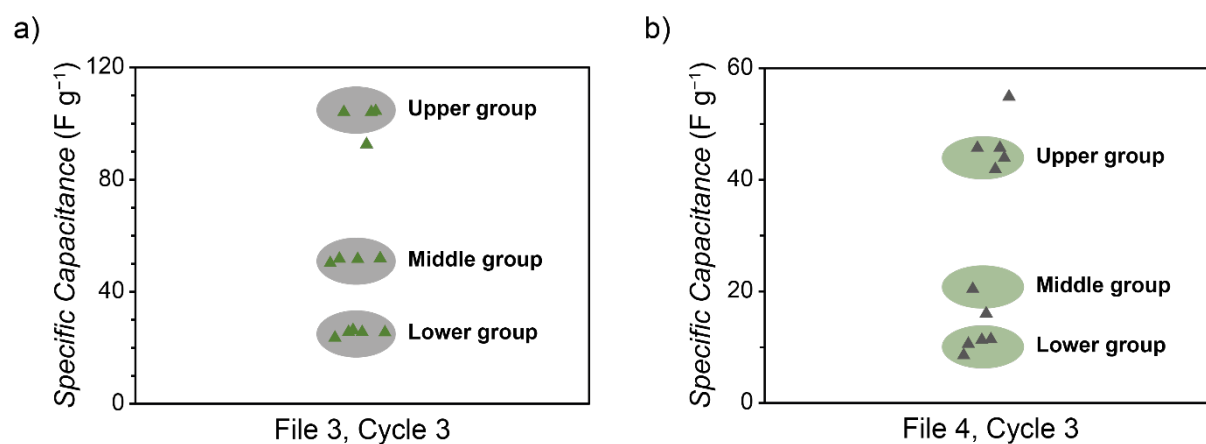 a)
Specific Capacitance (F g⁻¹)
120
80
40
0
Upper group
Middle group
Lower group
File 3, Cycle 3
b)
Specific Capacitance (F g⁻¹)
60
40
20
0
Upper group
Middle group
Lower group
File 4, Cycle 3